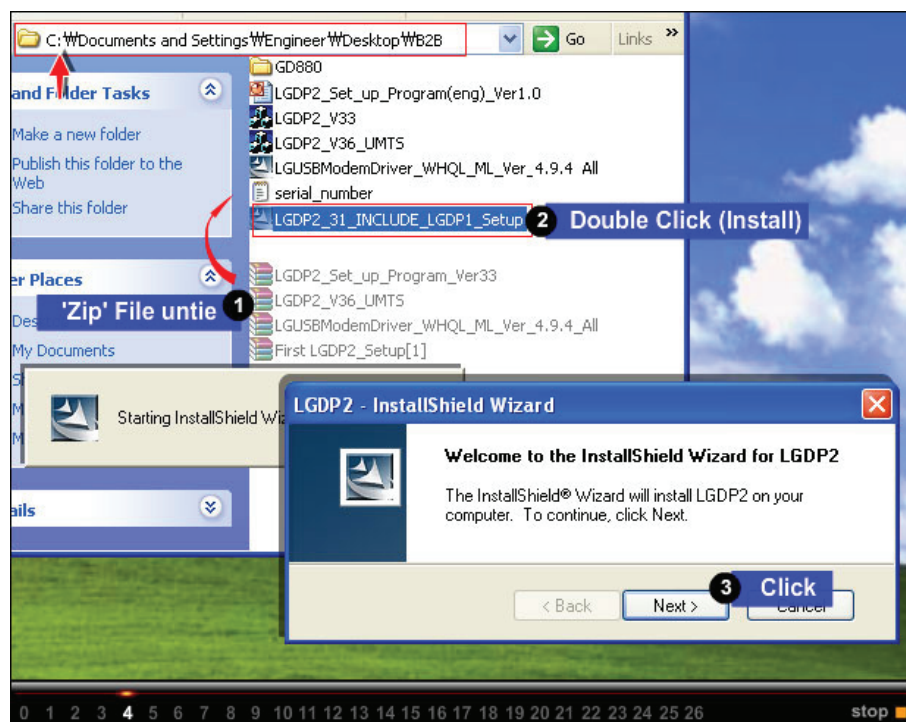 C:₩Documents and Settings₩Engineer₩Desktop₩B2B
Go
Links »
and Folder Tasks
Make a new folder
Publish this folder to the
Web
Share this folder
er Places
My Documents
ails
GD880
LGDP2_Set_up_Program(eng)_Ver1.0
LGDP2_V33
LGDP2_V36_UMTS
LGUSBModemDriver_WHQL_ML_Ver_4.9.4_All
serial_number
LGDP2_31_INCLUDE_LGDP1_Setup
2 Double Click (Install)
LGDP2_Set_up_Program_Ver33
LGDP2_V36_UMTS
LGUSBModemDriver_WHQL_ML_Ver_4.9.4_All
First LGDP2_Setup[1]
'Zip' File untie 1
Starting InstallShield Wiz
LGDP2 - InstallShield Wizard
Welcome to the InstallShield Wizard for LGDP2
The InstallShield® Wizard will install LGDP2 on your
computer. To continue, click Next.
< Back
Next >
Cancel
3 Click
0 1 2 3 4 5 6 7 8 9 10 11 12 13 14 15 16 17 18 19 20 21 22 23 24 25 26
stop